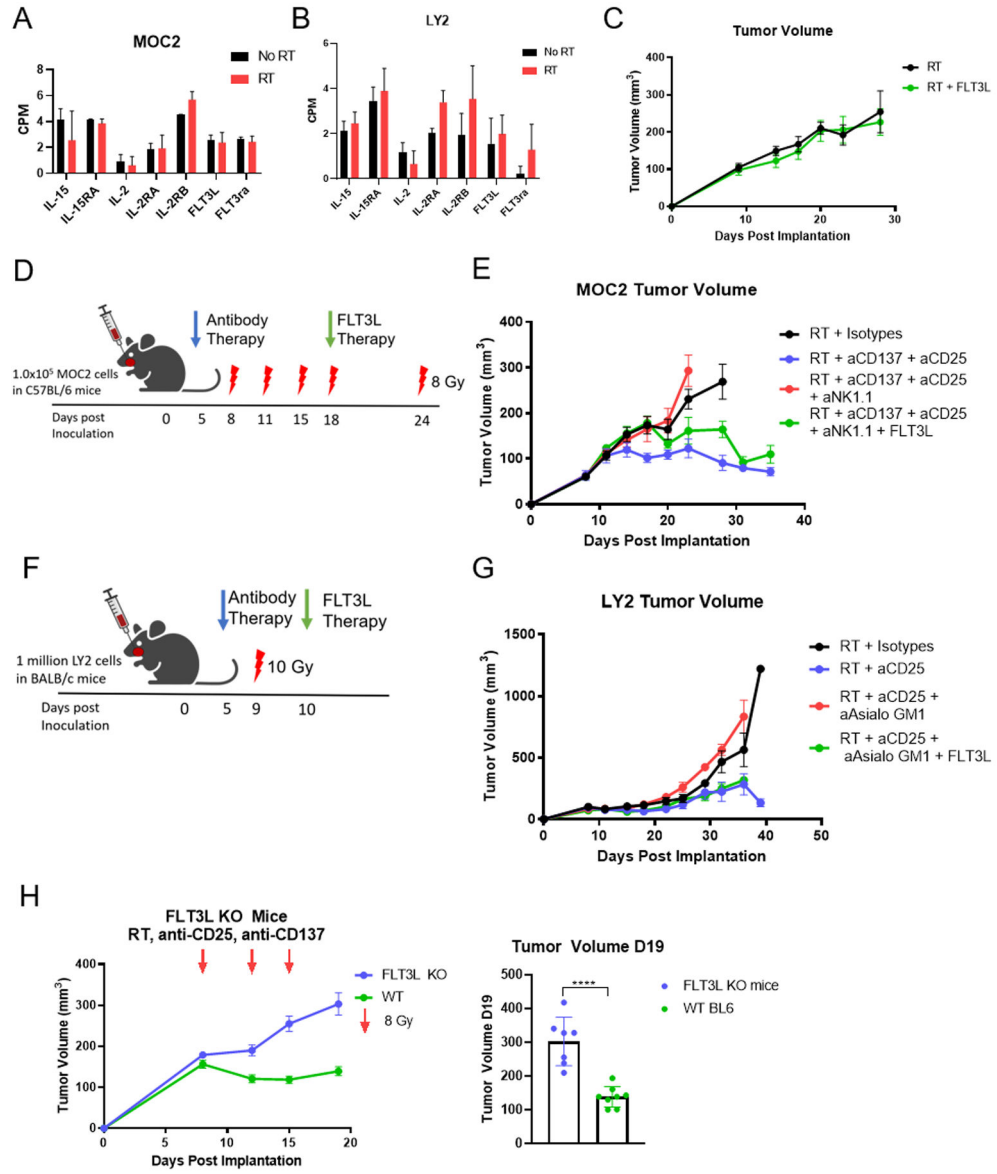 A
MOC2
No RT
RT
CPM
8
6
4
2
0
IL-15
IL-15RA
IL-2
IL-2RA
IL-2RB
FLT3L
FLT3ra
B
LY2
No RT
RT
CPM
6
4
2
0
IL-15
IL-15RA
IL-2
IL-2RA
IL-2RB
FLT3L
FLT3ra
C
Tumor Volume
RT
RT + FLT3L
Tumor Volume (mm³)
400
300
200
100
0
0 10 20 30
Days Post Implantation
D
Antibody
Therapy
FLT3L
Therapy
1.0x10⁵ MOC2 cells
in C57BL/6 mice
8 Gy
Days post
Inoculation
0 5 8 11 15 18 24
E
MOC2 Tumor Volume
RT + Isotypes
RT + aCD137 + aCD25
RT + aCD137 + aCD25
+ aNK1.1
RT + aCD137 + aCD25
+ aNK1.1 + FLT3L
Tumor Volume (mm³)
400
300
200
100
0
0 10 20 30 40
Days Post Implantation
F
Antibody
Therapy
FLT3L
Therapy
1 million LY2 cells
in BALB/c mice
10 Gy
Days post
Inoculation
0 5 9 10
G
LY2 Tumor Volume
RT + Isotypes
RT + aCD25
RT + aCD25 +
aAsialo GM1
RT + aCD25 +
aAsialo GM1 + FLT3L
Tumor Volume (mm³)
1500
1000
500
0
0 10 20 30 40 50
Days Post Implantation
H
FLT3L KO Mice
RT, anti-CD25, anti-CD137
FLT3L KO
WT
8 Gy
Tumor Volume (mm³)
400
300
200
100
0
0 5 10 15 20
Days Post Implantation
Tumor Volume D19
****
FLT3L KO mice
WT BL6
Tumor Volume D19
500
400
300
200
100
0